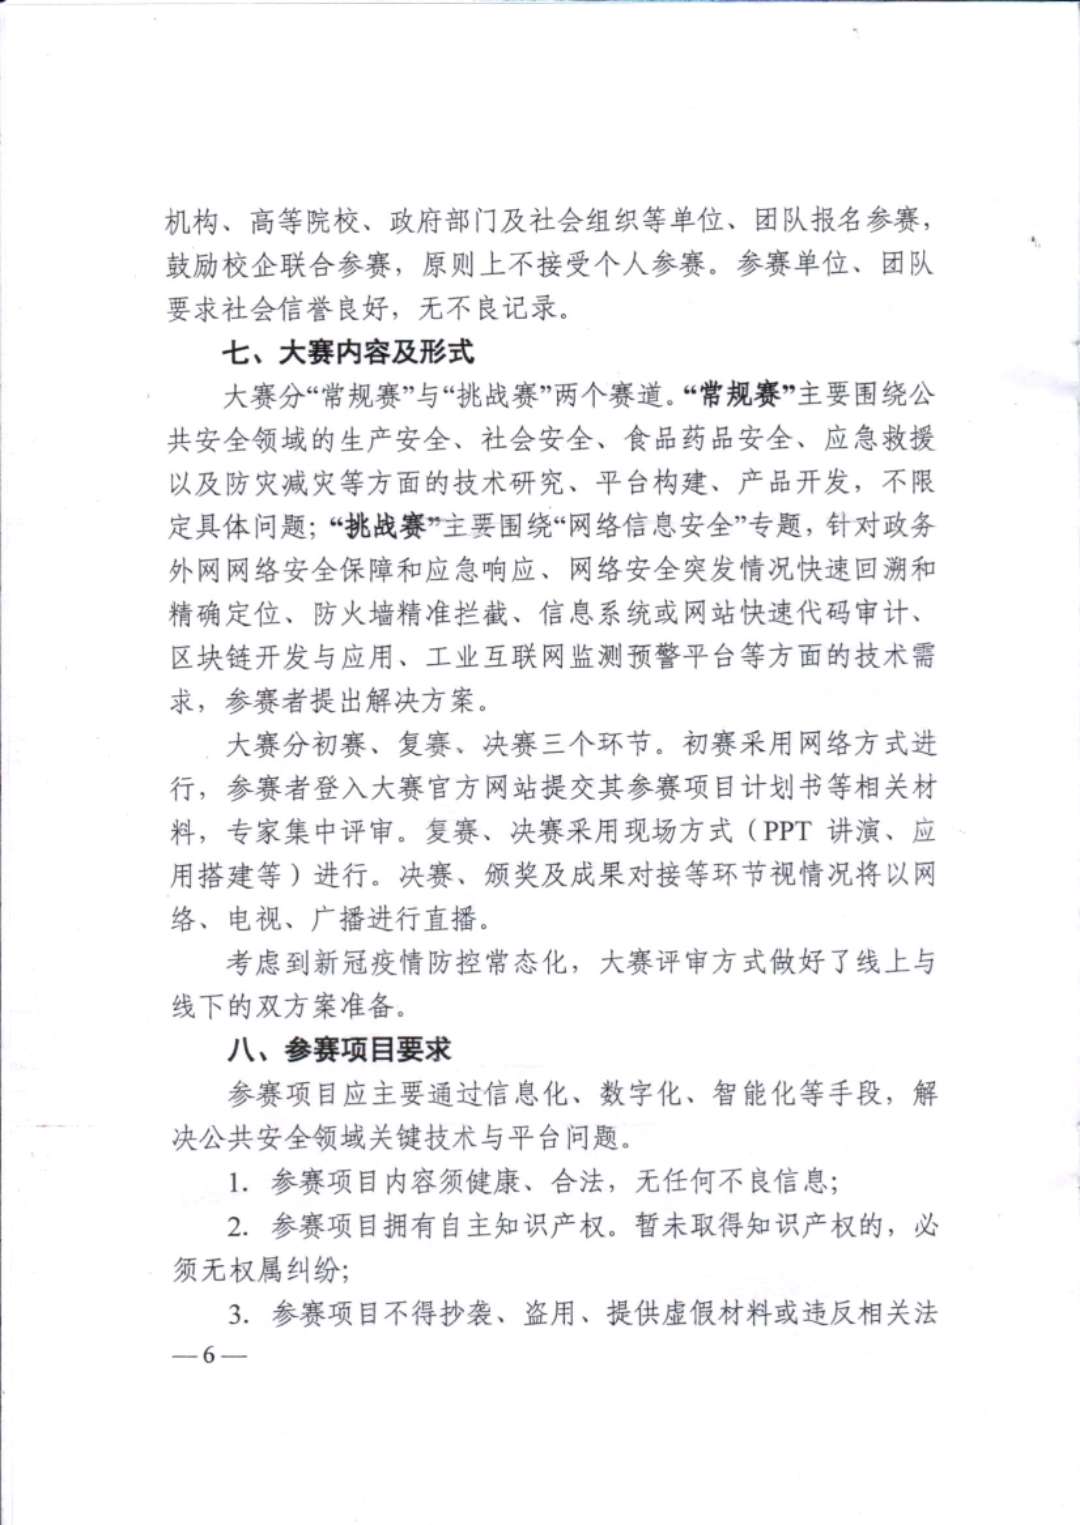 机构、高等院校、政府部门及社会组织等单位、团队报名参赛，
鼓励校企联合参赛，原则上不接受个人参赛。参赛单位、团队
要求社会信誉良好，无不良记录。
七、大赛内容及形式
大赛分“常规赛”与“挑战赛”两个赛道。“常规赛”主要围绕公
共安全领域的生产安全、社会安全、食品药品安全、应急救援
以及防灾减灾等方面的技术研究、平台构建、产品开发，不限
定具体问题；“挑战赛”主要围绕“网络信息安全”专题，针对政务
外网网络安全保障和应急响应、网络安全突发情况快速回溯和
精确定位、防火墙精准拦截、信息系统或网站快速代码审计、
区块链开发与应用、工业互联网监测预警平台等方面的技术需
求，参赛者提出解决方案。
大赛分初赛、复赛、决赛三个环节。初赛采用网络方式进
行，参赛者登入大赛官方网站提交其参赛项目计划书等相关材
料，专家集中评审。复赛、决赛采用现场方式（PPT 讲演、应
用搭建等）进行。决赛、颁奖及成果对接等环节视情况将以网
络、电视、广播进行直播。
考虑到新冠疫情防控常态化，大赛评审方式做好了线上与
线下的双方案准备。
八、参赛项目要求
参赛项目应主要通过信息化、数字化、智能化等手段，解
决公共安全领域关键技术与平台问题。
1. 参赛项目内容须健康、合法，无任何不良信息；
2. 参赛项目拥有自主知识产权。暂未取得知识产权的，必
须无权属纠纷；
3. 参赛项目不得抄袭、盗用、提供虚假材料或违反相关法
— 6 —